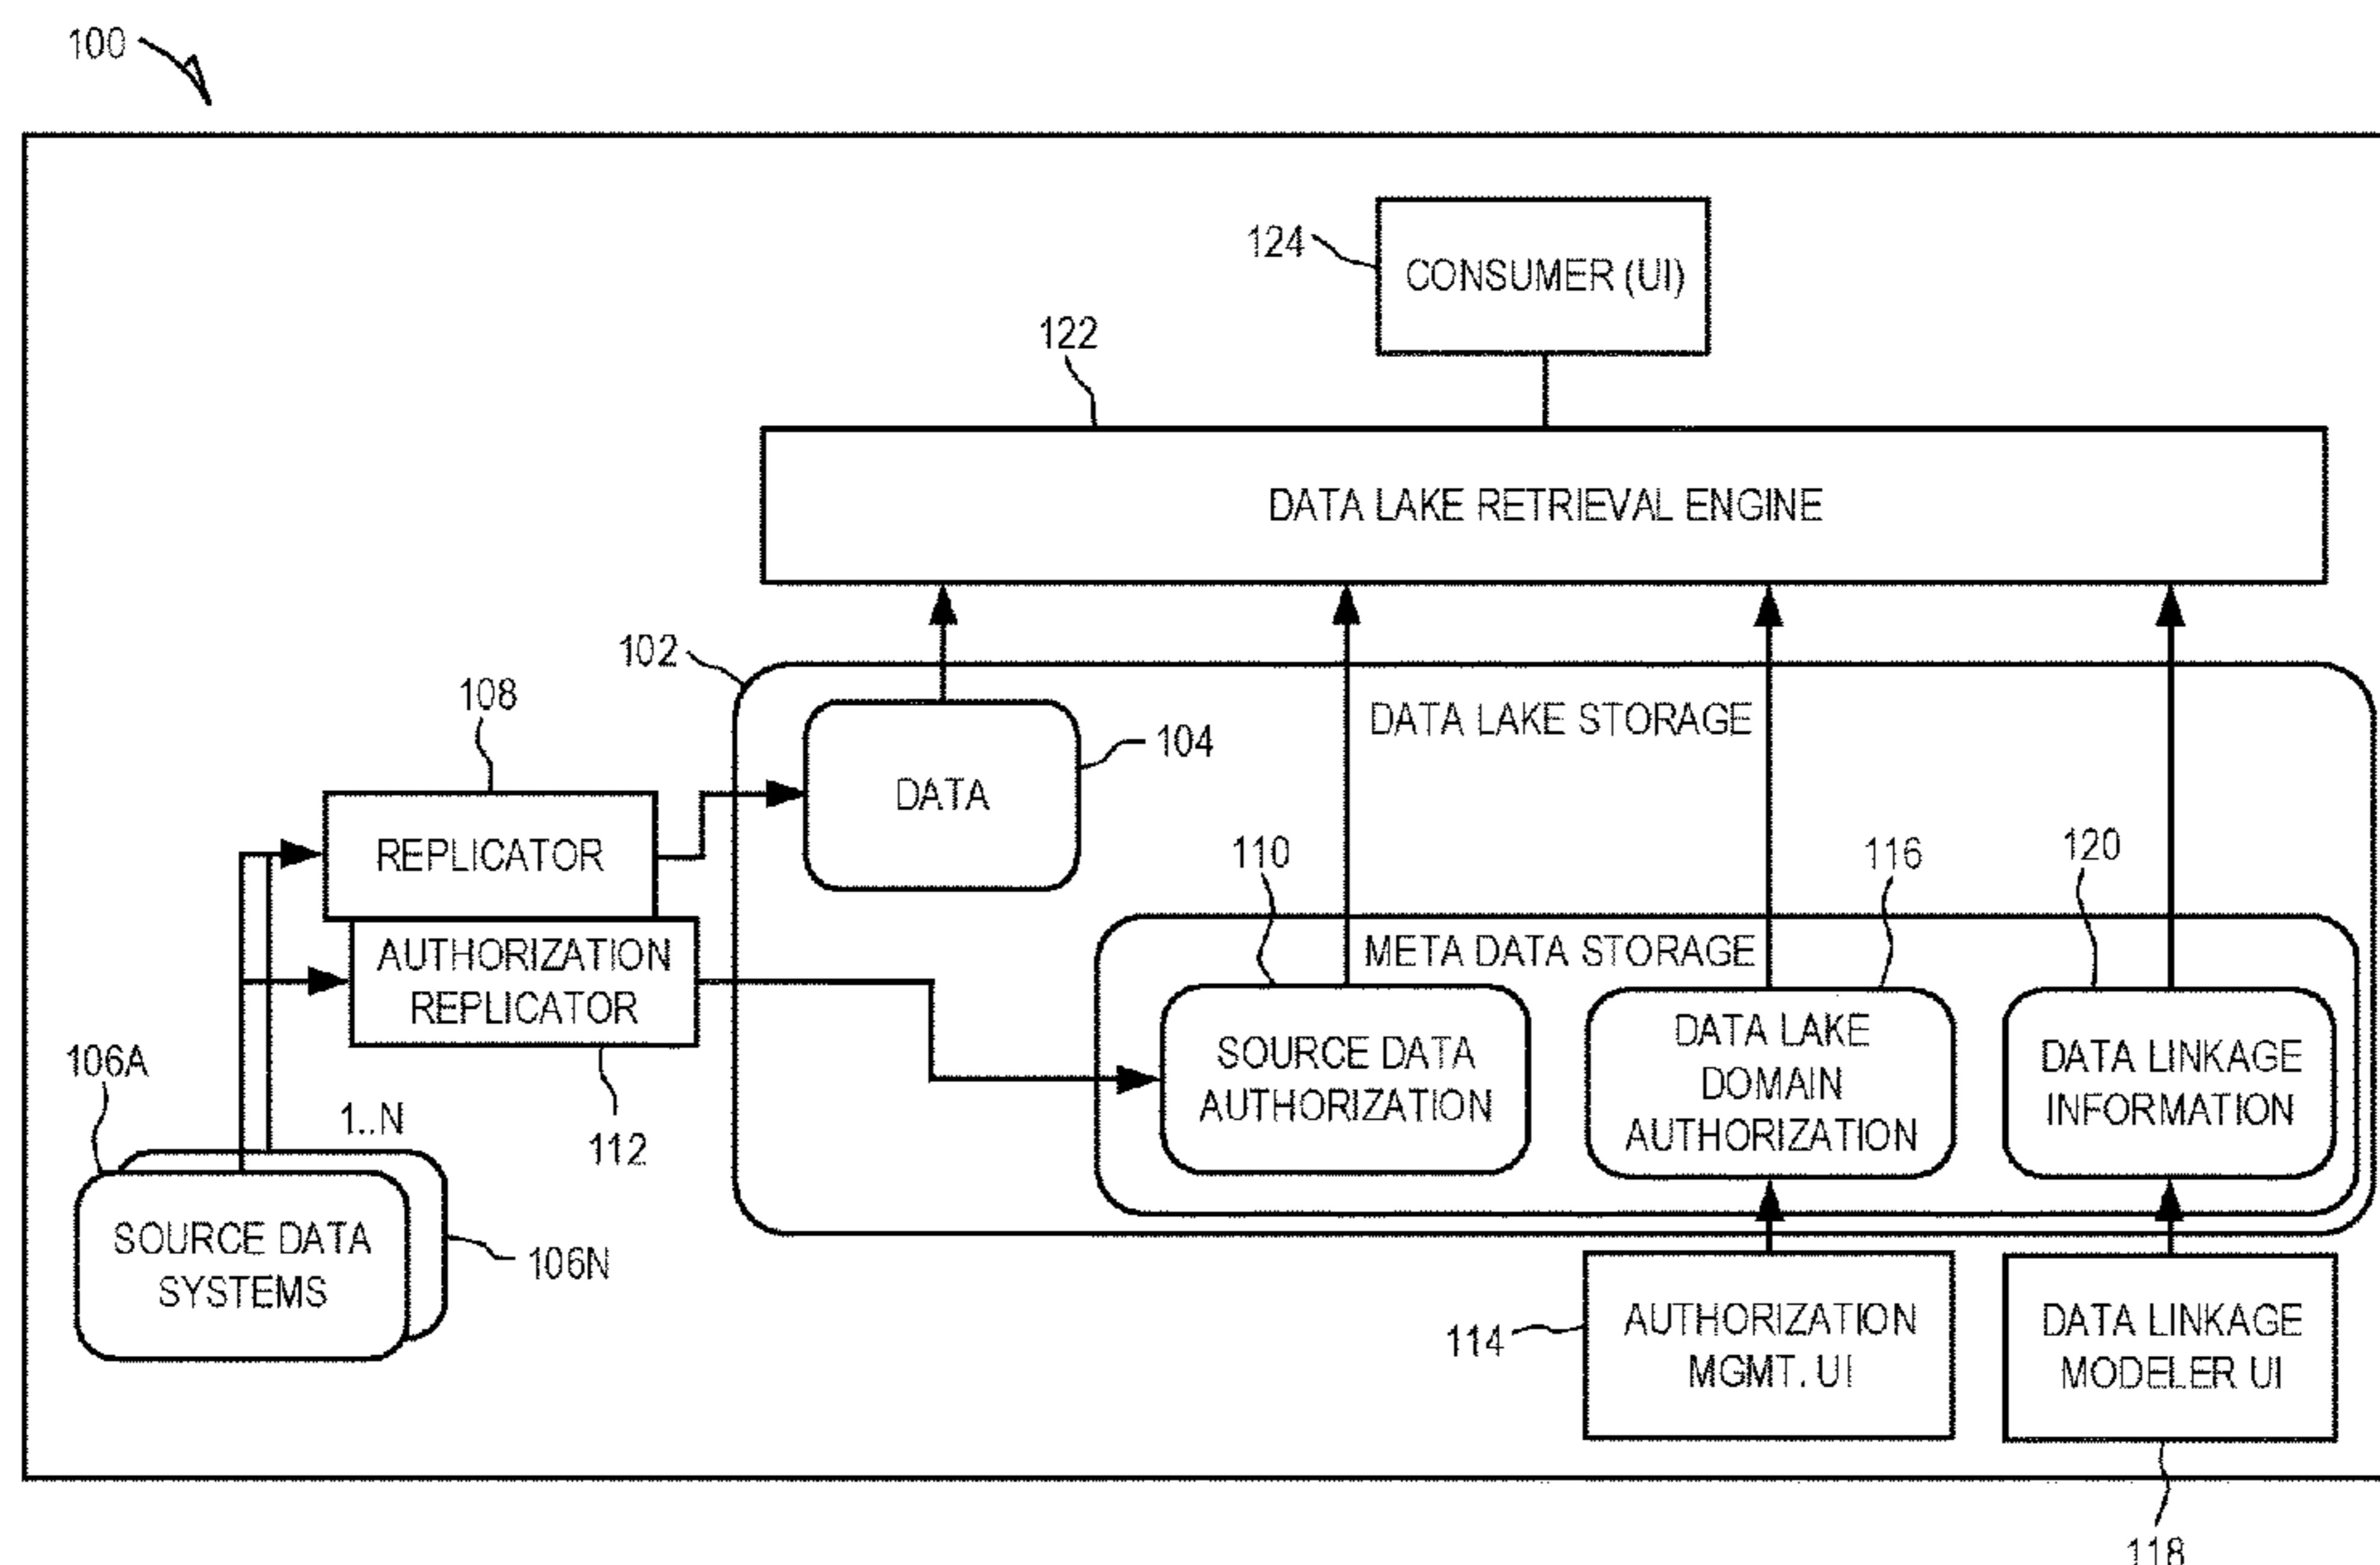 100
124
CONSUMER (UI)
122
DATA LAKE RETRIEVAL ENGINE
102
DATA LAKE STORAGE
108
104
DATA
REPLICATOR
110
116
120
META DATA STORAGE
AUTHORIZATION
REPLICATOR
SOURCE DATA
AUTHORIZATION
DATA LAKE
DOMAIN
AUTHORIZATION
DATA LINKAGE
INFORMATION
106A
1..N
112
SOURCE DATA
SYSTEMS
106N
114
AUTHORIZATION
MGMT. UI
DATA LINKAGE
MODELER UI
118